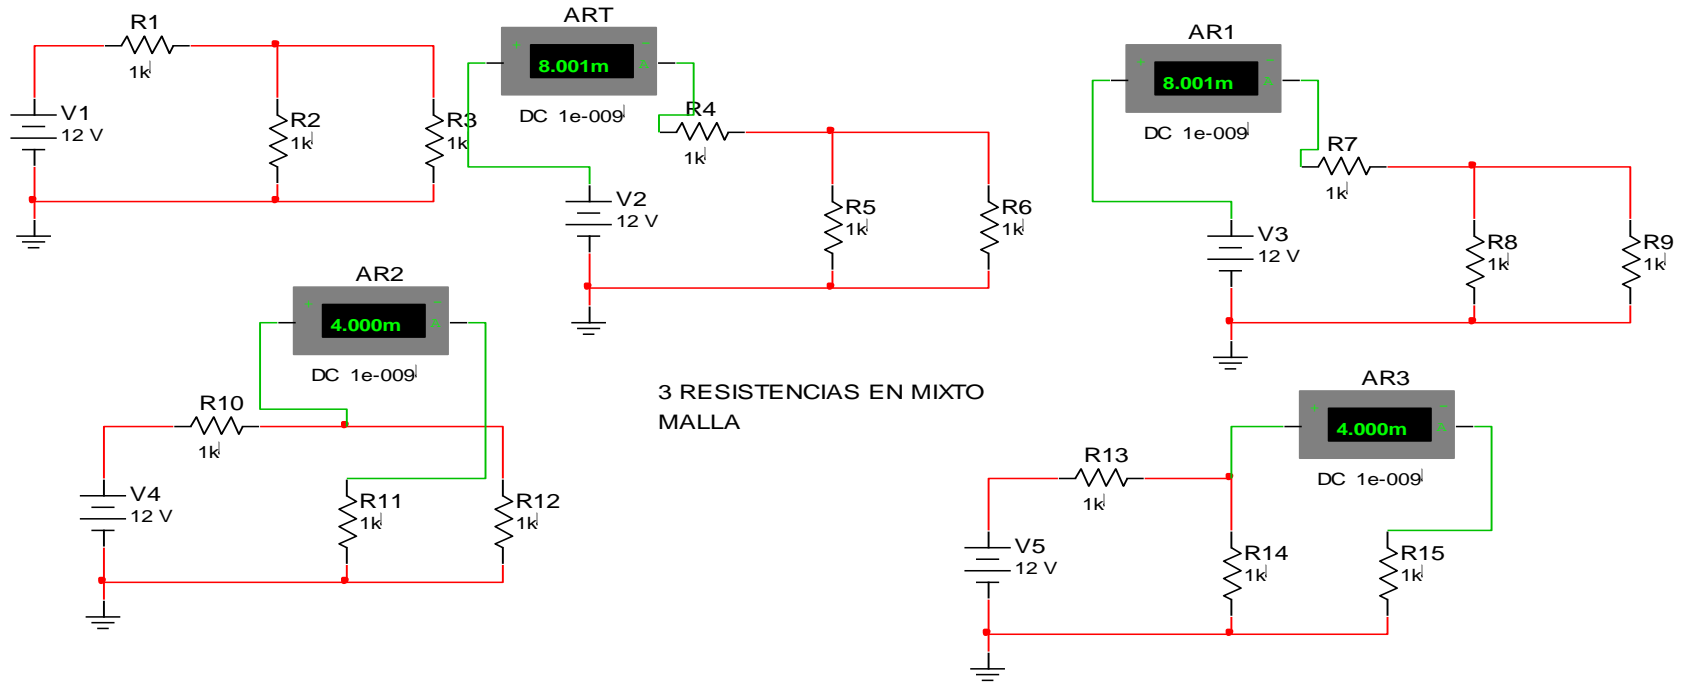 R1
1k
V1
12 V
R2
1k
R3
1k
ART
+
−
8.001m
A
DC 1e-009
R4
1k
V2
12 V
R5
1k
R6
1k
AR1
+
−
8.001m
A
DC 1e-009
R7
1k
V3
12 V
R8
1k
R9
1k
AR2
+
−
4.000m
A
DC 1e-009
R10
1k
V4
12 V
R11
1k
R12
1k
3 RESISTENCIAS EN MIXTO
MALLA
AR3
+
−
4.000m
A
DC 1e-009
R13
1k
V5
12 V
R14
1k
R15
1k